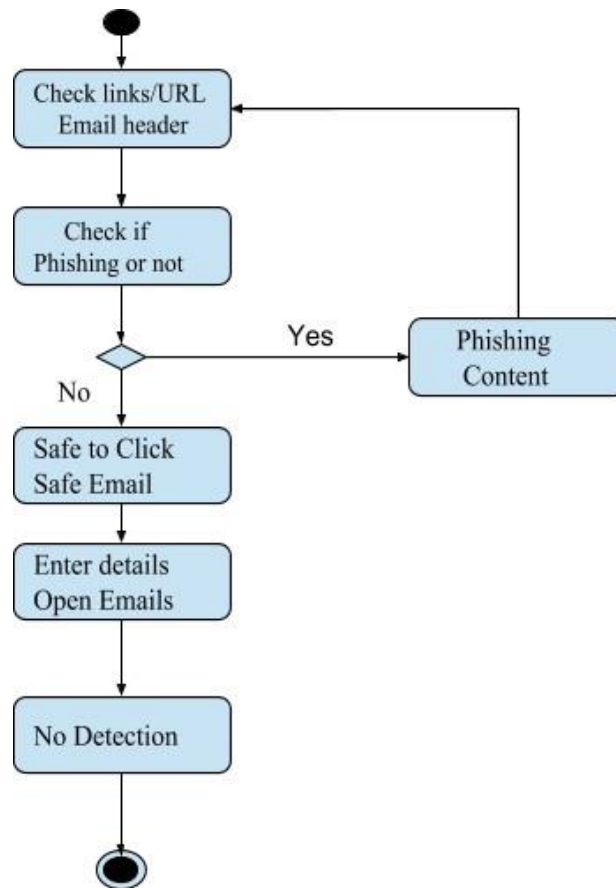 Check links/URL
Email header
Check if
Phishing or not
Yes
Phishing
Content
No
Safe to Click
Safe Email
Enter details
Open Emails
No Detection